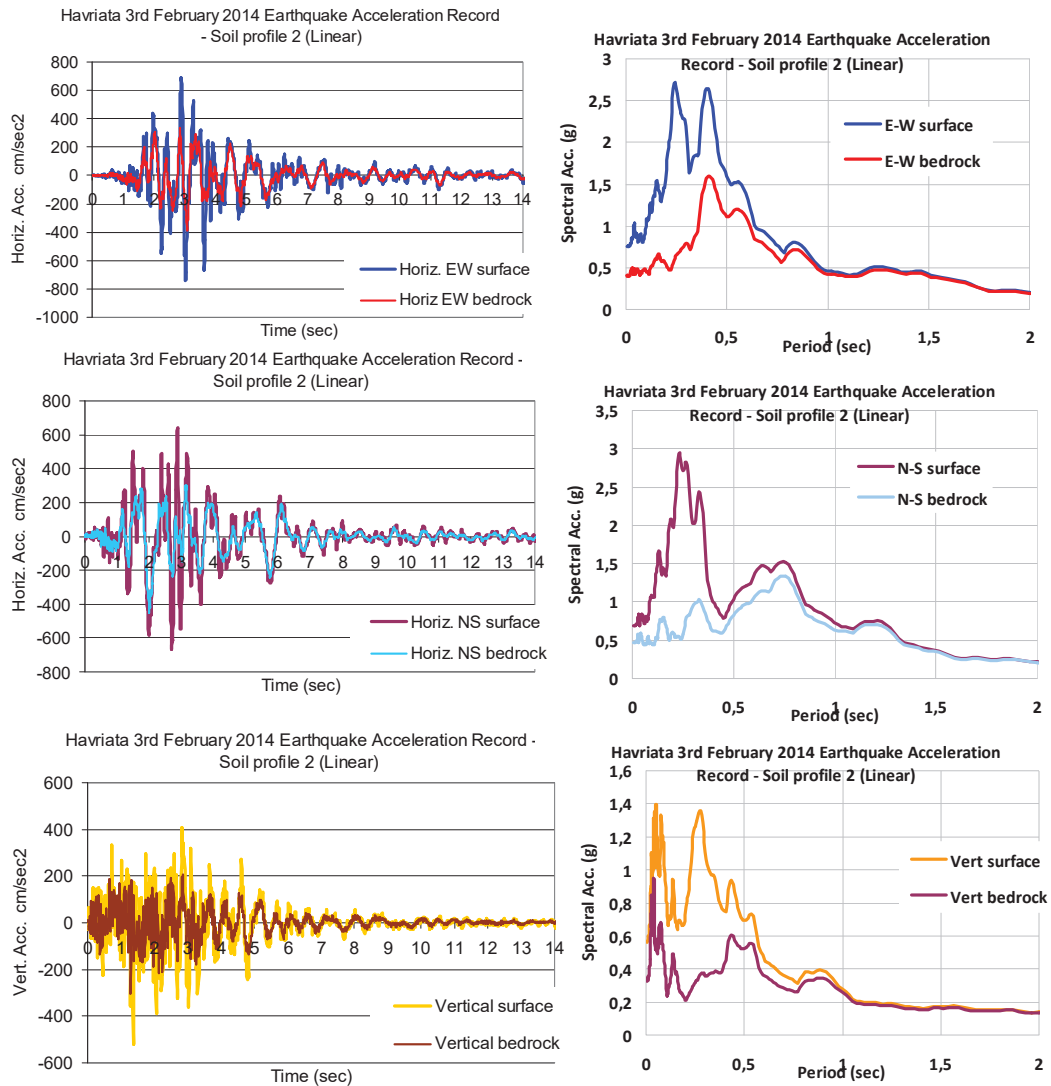 Havriata 3rd February 2014 Earthquake Acceleration Record
- Soil profile 2 (Linear)
800
600
400
200
0
-200
-400
-600
-800
-1000
0 1 2 3 4 5 6 7 8 9 10 11 12 13 14
Horiz. Acc. cm/sec2
Horiz. EW surface
Horiz EW bedrock
Time (sec)
Havriata 3rd February 2014 Earthquake Acceleration
Record - Soil profile 2 (Linear)
3
2,5
2
1,5
1
0,5
0
0 0,5 1 1,5 2
Spectral Acc. (g)
E-W surface
E-W bedrock
Period (sec)
Havriata 3rd February 2014 Earthquake Acceleration Record -
Soil profile 2 (Linear)
800
600
400
200
0
-200
-400
-600
800
0 1 2 3 4 5 6 7 8 9 10 11 12 13 14
Horiz. Acc. cm/sec2
Horiz. NS surface
Horiz. NS bedrock
Time (sec)
Havriata 3rd February 2014 Earthquake Acceleration
Record - Soil profile 2 (Linear)
3,5
3
2,5
2
1,5
1
0,5
0
0 0,5 1 1,5 2
Spectral Acc. (g)
N-S surface
N-S bedrock
Period (sec)
Havriata 3rd February 2014 Earthquake Acceleration Record -
Soil profile 2 (Linear)
600
400
200
0
-200
-400
-600
0 1 2 3 4 5 6 7 8 9 10 11 12 13 14
Vert. Acc. cm/sec2
Vertical surface
Vertical bedrock
Time (sec)
Havriata 3rd February 2014 Earthquake Acceleration
Record - Soil profile 2 (Linear)
1,6
1,4
1,2
1
0,8
0,6
0,4
0,2
0
0 0,5 1 1,5 2
Spectral Acc. (g)
Vert surface
Vert bedrock
Period (sec)